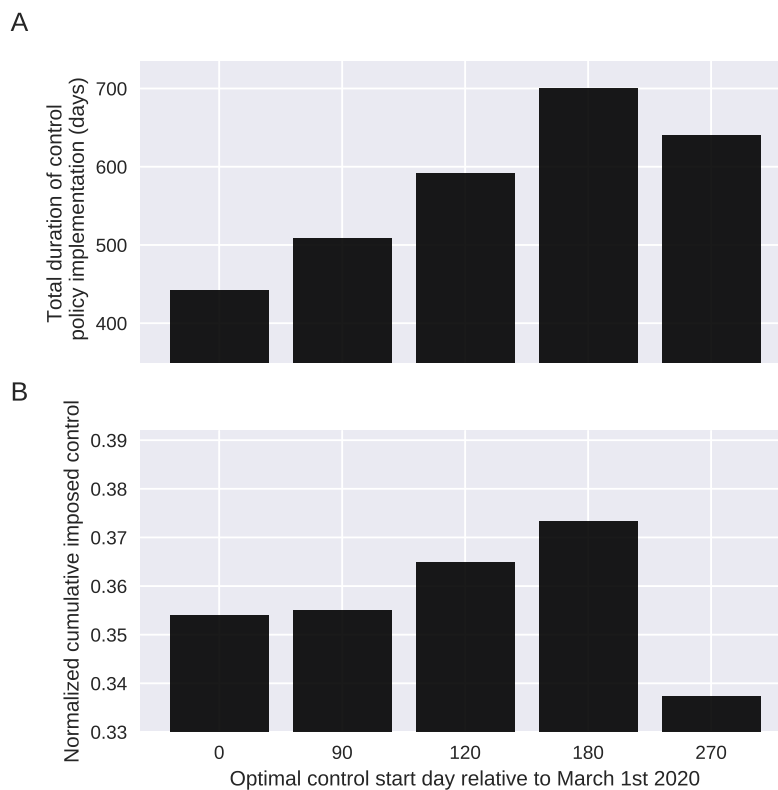 A
Total duration of control
policy implementation (days)
700
600
500
400
B
Normalized cumulative imposed control
0.39
0.38
0.37
0.36
0.35
0.34
0.33
0 90 120 180 270
Optimal control start day relative to March 1st 2020